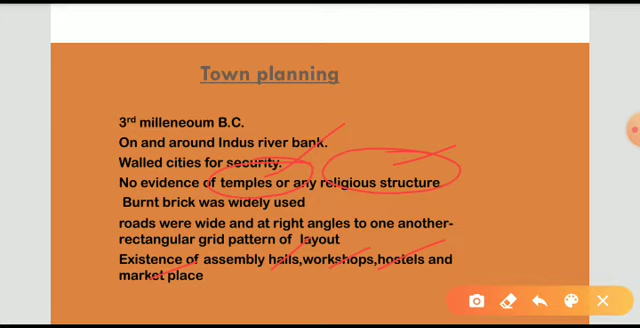 Town planning
3rd milleneoum B.C.
On and around Indus river bank.
Walled cities for security.
No evidence of temples or any religious structure
Burnt brick was widely used
roads were wide and at right angles to one another-
rectangular grid pattern of layout
Existence of assembly halls,workshops,hostels and
market place